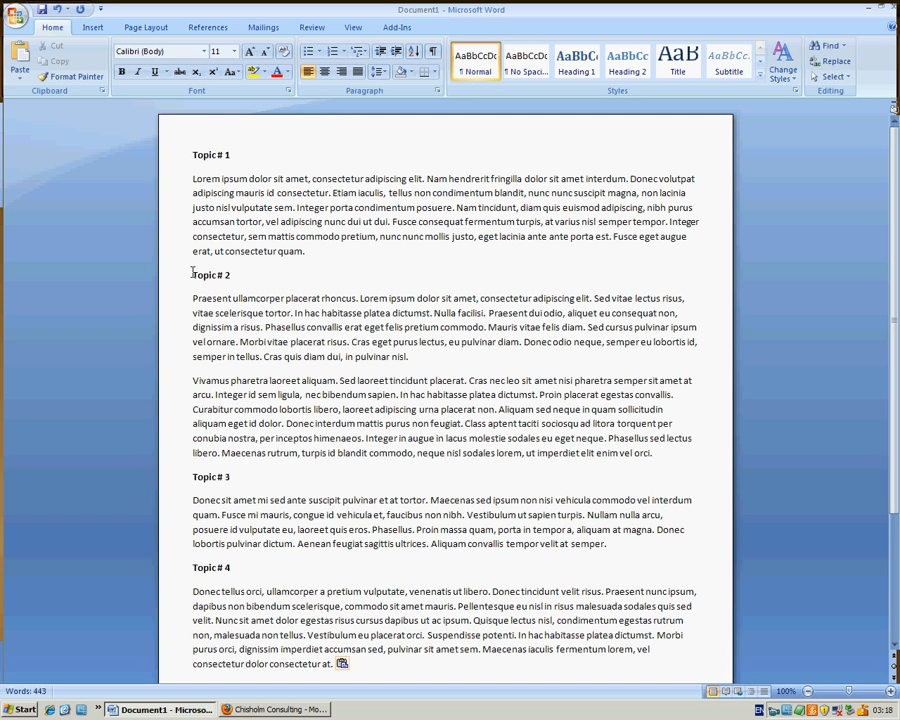 Document1 - Microsoft Word
Home Insert Page Layout References Mailings Review View Add-Ins
Paste
Cut
Copy
Format Painter
Clipboard
Calibri (Body) 11
Font
Paragraph
AaBbCcDc AaBbCcDc AaBbC AaBbCc AaB AaBbCc.
¶ Normal ¶ No Spaci... Heading 1 Heading 2 Title Subtitle
Change Styles
Styles
Find
Replace
Select
Editing
Topic # 1
Lorem ipsum dolor sit amet, consectetur adipiscing elit. Nam hendrerit fringilla dolor sit amet interdum. Donec volutpat
adipiscing mauris id consectetur. Etiam iaculis, tellus non condimentum blandit, nunc nunc suscipit magna, non lacinia
justo nisl vulputate sem. Integer porta condimentum posuere. Nam tincidunt, diam quis euismod adipiscing, nibh purus
accumsan tortor, vel adipiscing nunc dui ut dui. Fusce consequat fermentum turpis, at varius nisl semper tempor. Integer
consectetur, sem mattis commodo pretium, nunc nunc mollis justo, eget lacinia ante ante porta est. Fusce eget augue
erat, ut consectetur quam.
Topic # 2
Praesent ullamcorper placerat rhoncus. Lorem ipsum dolor sit amet, consectetur adipiscing elit. Sed vitae lectus risus,
vitae scelerisque tortor. In hac habitasse platea dictumst. Nulla facilisi. Praesent dui odio, aliquet eu consequat non,
dignissim a risus. Phasellus convallis erat eget felis pretium commodo. Mauris vitae felis diam. Sed cursus pulvinar ipsum
vel ornare. Morbi vitae placerat risus. Cras eget purus lectus, eu pulvinar diam. Donec odio neque, semper eu lobortis id,
semper in tellus. Cras quis diam dui, in pulvinar nisl.
Vivamus pharetra laoreet aliquam. Sed laoreet tincidunt placerat. Cras nec leo sit amet nisi pharetra semper sit amet at
arcu. Integer id sem ligula, nec bibendum sapien. In hac habitasse platea dictumst. Proin placerat egestas convallis.
Curabitur commodo lobortis libero, laoreet adipiscing urna placerat non. Aliquam sed neque in quam sollicitudin
aliquam eget id dolor. Donec interdum mattis purus non feugiat. Class aptent taciti sociosqu ad litora torquent per
conubia nostra, per inceptos himenaeos. Integer in augue in lacus molestie sodales eu eget neque. Phasellus sed lectus
libero. Maecenas rutrum, turpis id blandit commodo, neque nisl sodales lorem, ut imperdiet elit enim vel orci.
Topic # 3
Donec sit amet mi sed ante suscipit pulvinar et at tortor. Maecenas sed ipsum non nisi vehicula commodo vel interdum
quam. Fusce mi mauris, congue id vehicula et, faucibus non nibh. Vestibulum ut sapien turpis. Nullam nulla arcu,
posuere id vulputate eu, laoreet quis eros. Phasellus. Proin massa quam, porta in tempor a, aliquam at magna. Donec
lobortis pulvinar dictum. Aenean feugiat sagittis ultrices. Aliquam convallis tempor velit at semper.
Topic # 4
Donec tellus orci, ullamcorper a pretium vulputate, venenatis ut libero. Donec tincidunt velit risus. Praesent nunc ipsum,
dapibus non bibendum scelerisque, commodo sit amet mauris. Pellentesque eu nisl in risus malesuada sodales quis sed
velit. Nunc sit amet dolor egestas risus cursus dapibus ut ac ipsum. Quisque lectus nisl, condimentum egestas rutrum
non, malesuada non tellus. Vestibulum eu placerat orci. Suspendisse potenti. In hac habitasse platea dictumst. Morbi
purus orci, dignissim imperdiet accumsan sed, pulvinar sit amet sem. Maecenas iaculis fermentum lorem, vel
consectetur dolor consectetur at.
Words: 443 100%
Start Document1 - Microso... Chisholm Consulting - Mo... EN 03:18